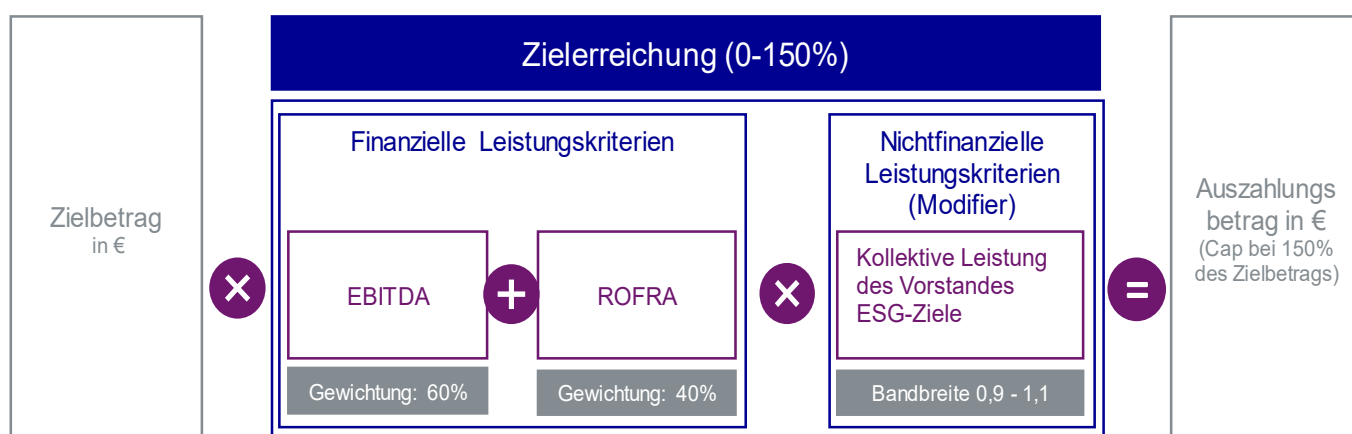 Zielerreichung (0-150%)
Zielbetrag
in €
Finanzielle Leistungskriterien
EBITDA
ROFRA
Gewichtung: 60%
Gewichtung: 40%
Nichtfinanzielle
Leistungskriterien
(Modifier)
Kollektive Leistung
des Vorstandes
ESG-Ziele
Bandbreite 0,9 - 1,1
Auszahlungs
betrag in €
(Cap bei 150%
des Zielbetrags)